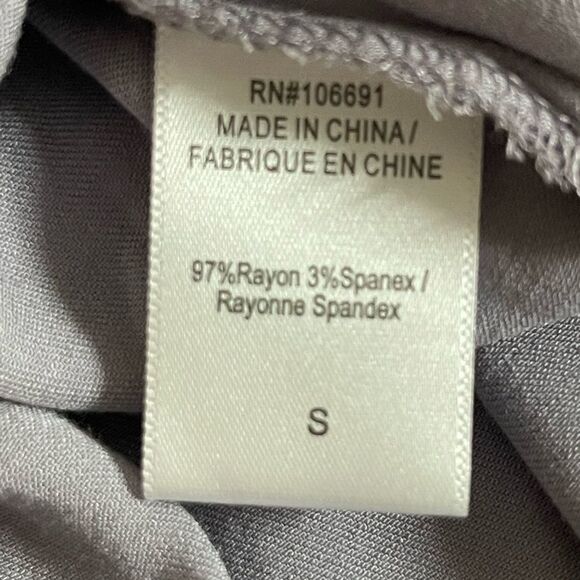 RN#106691
MADE IN CHINA/
FABRIQUE EN CHINE
97%Rayon 3%Spanex /
Rayonne Spandex
S